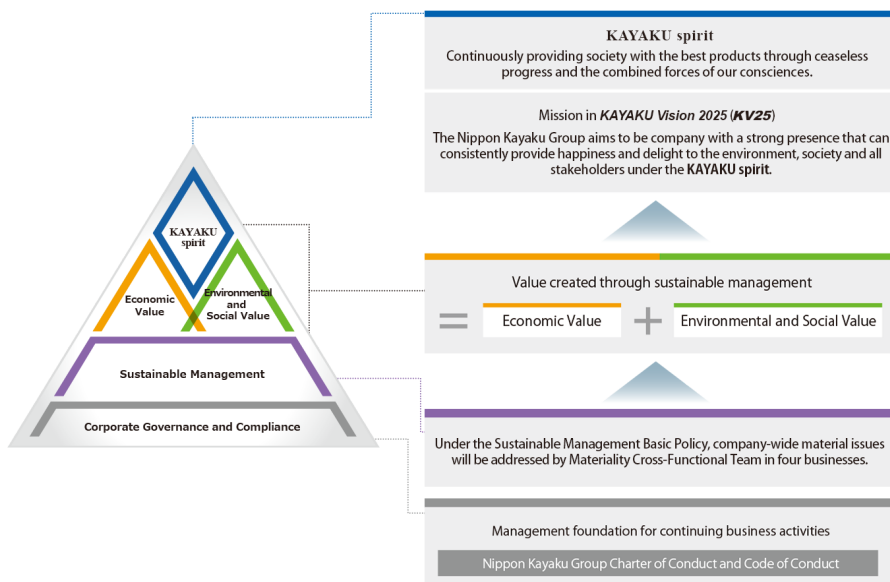 KAYAKU
spirit
Economic
Value
Environmental
and
Social Value
Sustainable Management
Corporate Governance and Compliance
KAYAKU spirit
Continuously providing society with the best products through ceaseless
progress and the combined forces of our consciences.
Mission in KAYAKU Vision 2025 (KV25)
The Nippon Kayaku Group aims to be company with a strong presence that can
consistently provide happiness and delight to the environment, society and all
stakeholders under the KAYAKU spirit.
Value created through sustainable management
= Economic Value + Environmental and Social Value
Under the Sustainable Management Basic Policy, company-wide material issues
will be addressed by Materiality Cross-Functional Team in four businesses.
Management foundation for continuing business activities
Nippon Kayaku Group Charter of Conduct and Code of Conduct